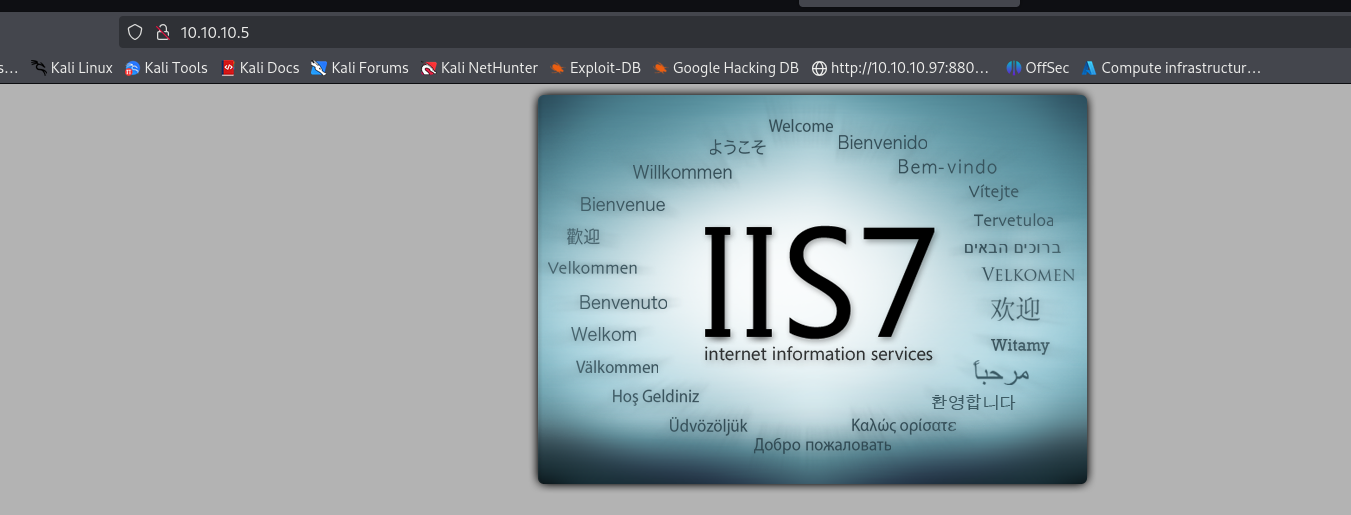 10.10.10.5
s...
Kali Linux
Kali Tools
Kali Docs
Kali Forums
Kali NetHunter
Exploit-DB
Google Hacking DB
http://10.10.10.97:880...
OffSec
Compute infrastructur...
Welcome
ようこそ
Bienvenido
Willkommen
Bem-vindo
Vítejte
Bienvenue
Tervetuloa
歡迎
ברוכים הבאים
Velkommen
VELKOMEN
IIS7
Benvenuto
欢迎
Welkom
Witamy
internet information services
Välkommen
مرحباً
Hoş Geldiniz
환영합니다
Üdvözöljük
Καλώς ορίσατε
Добро пожаловать